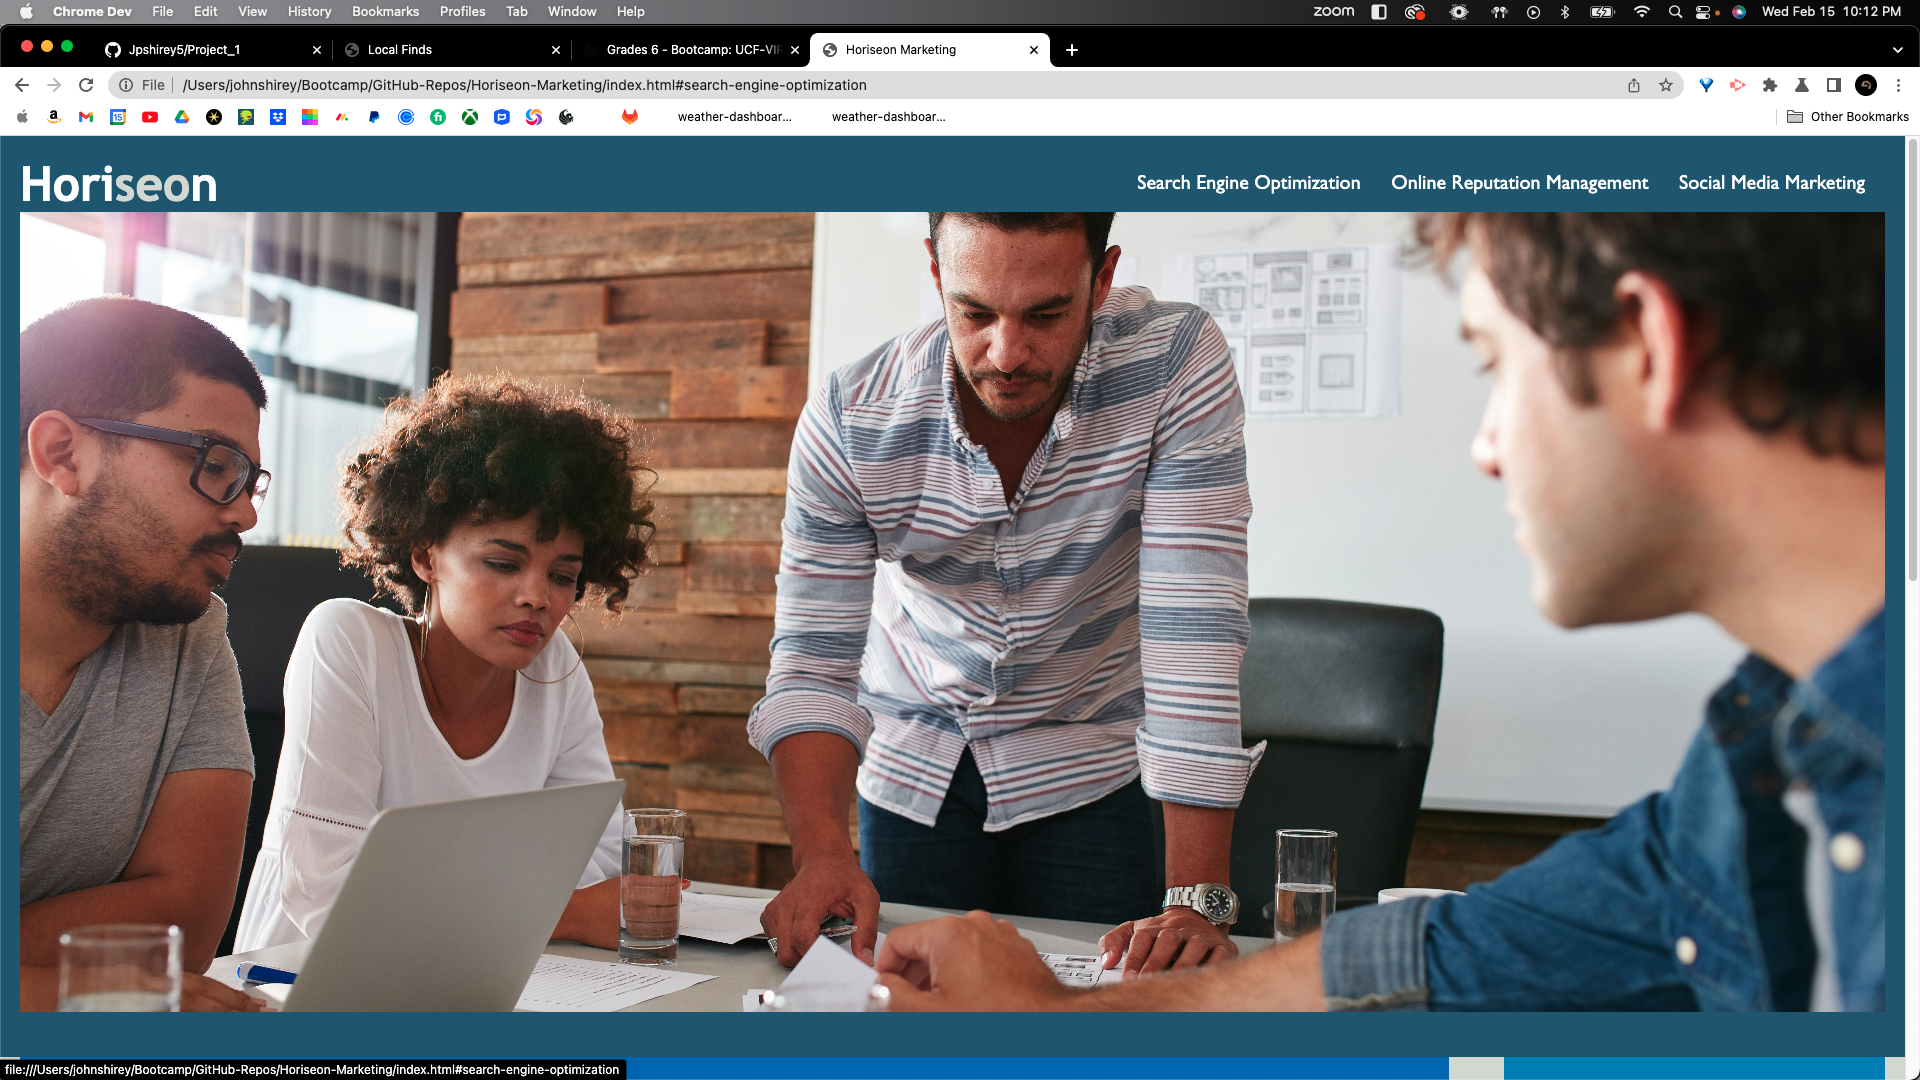 Chrome Dev File Edit View History Bookmarks Profiles Tab Window Help zoom Wed Feb 15 10:12 PM
Jpshirey5/Project_1 Local Finds Grades 6 - Bootcamp: UCF-VIR Horiseon Marketing
File /Users/johnshirey/Bootcamp/GitHub-Repos/Horiseon-Marketing/index.html#search-engine-optimization
15 weather-dashboar... weather-dashboar... Other Bookmarks
Horiseon Search Engine Optimization Online Reputation Management Social Media Marketing
file:///Users/johnshirey/Bootcamp/GitHub-Repos/Horiseon-Marketing/index.html#search-engine-optimization